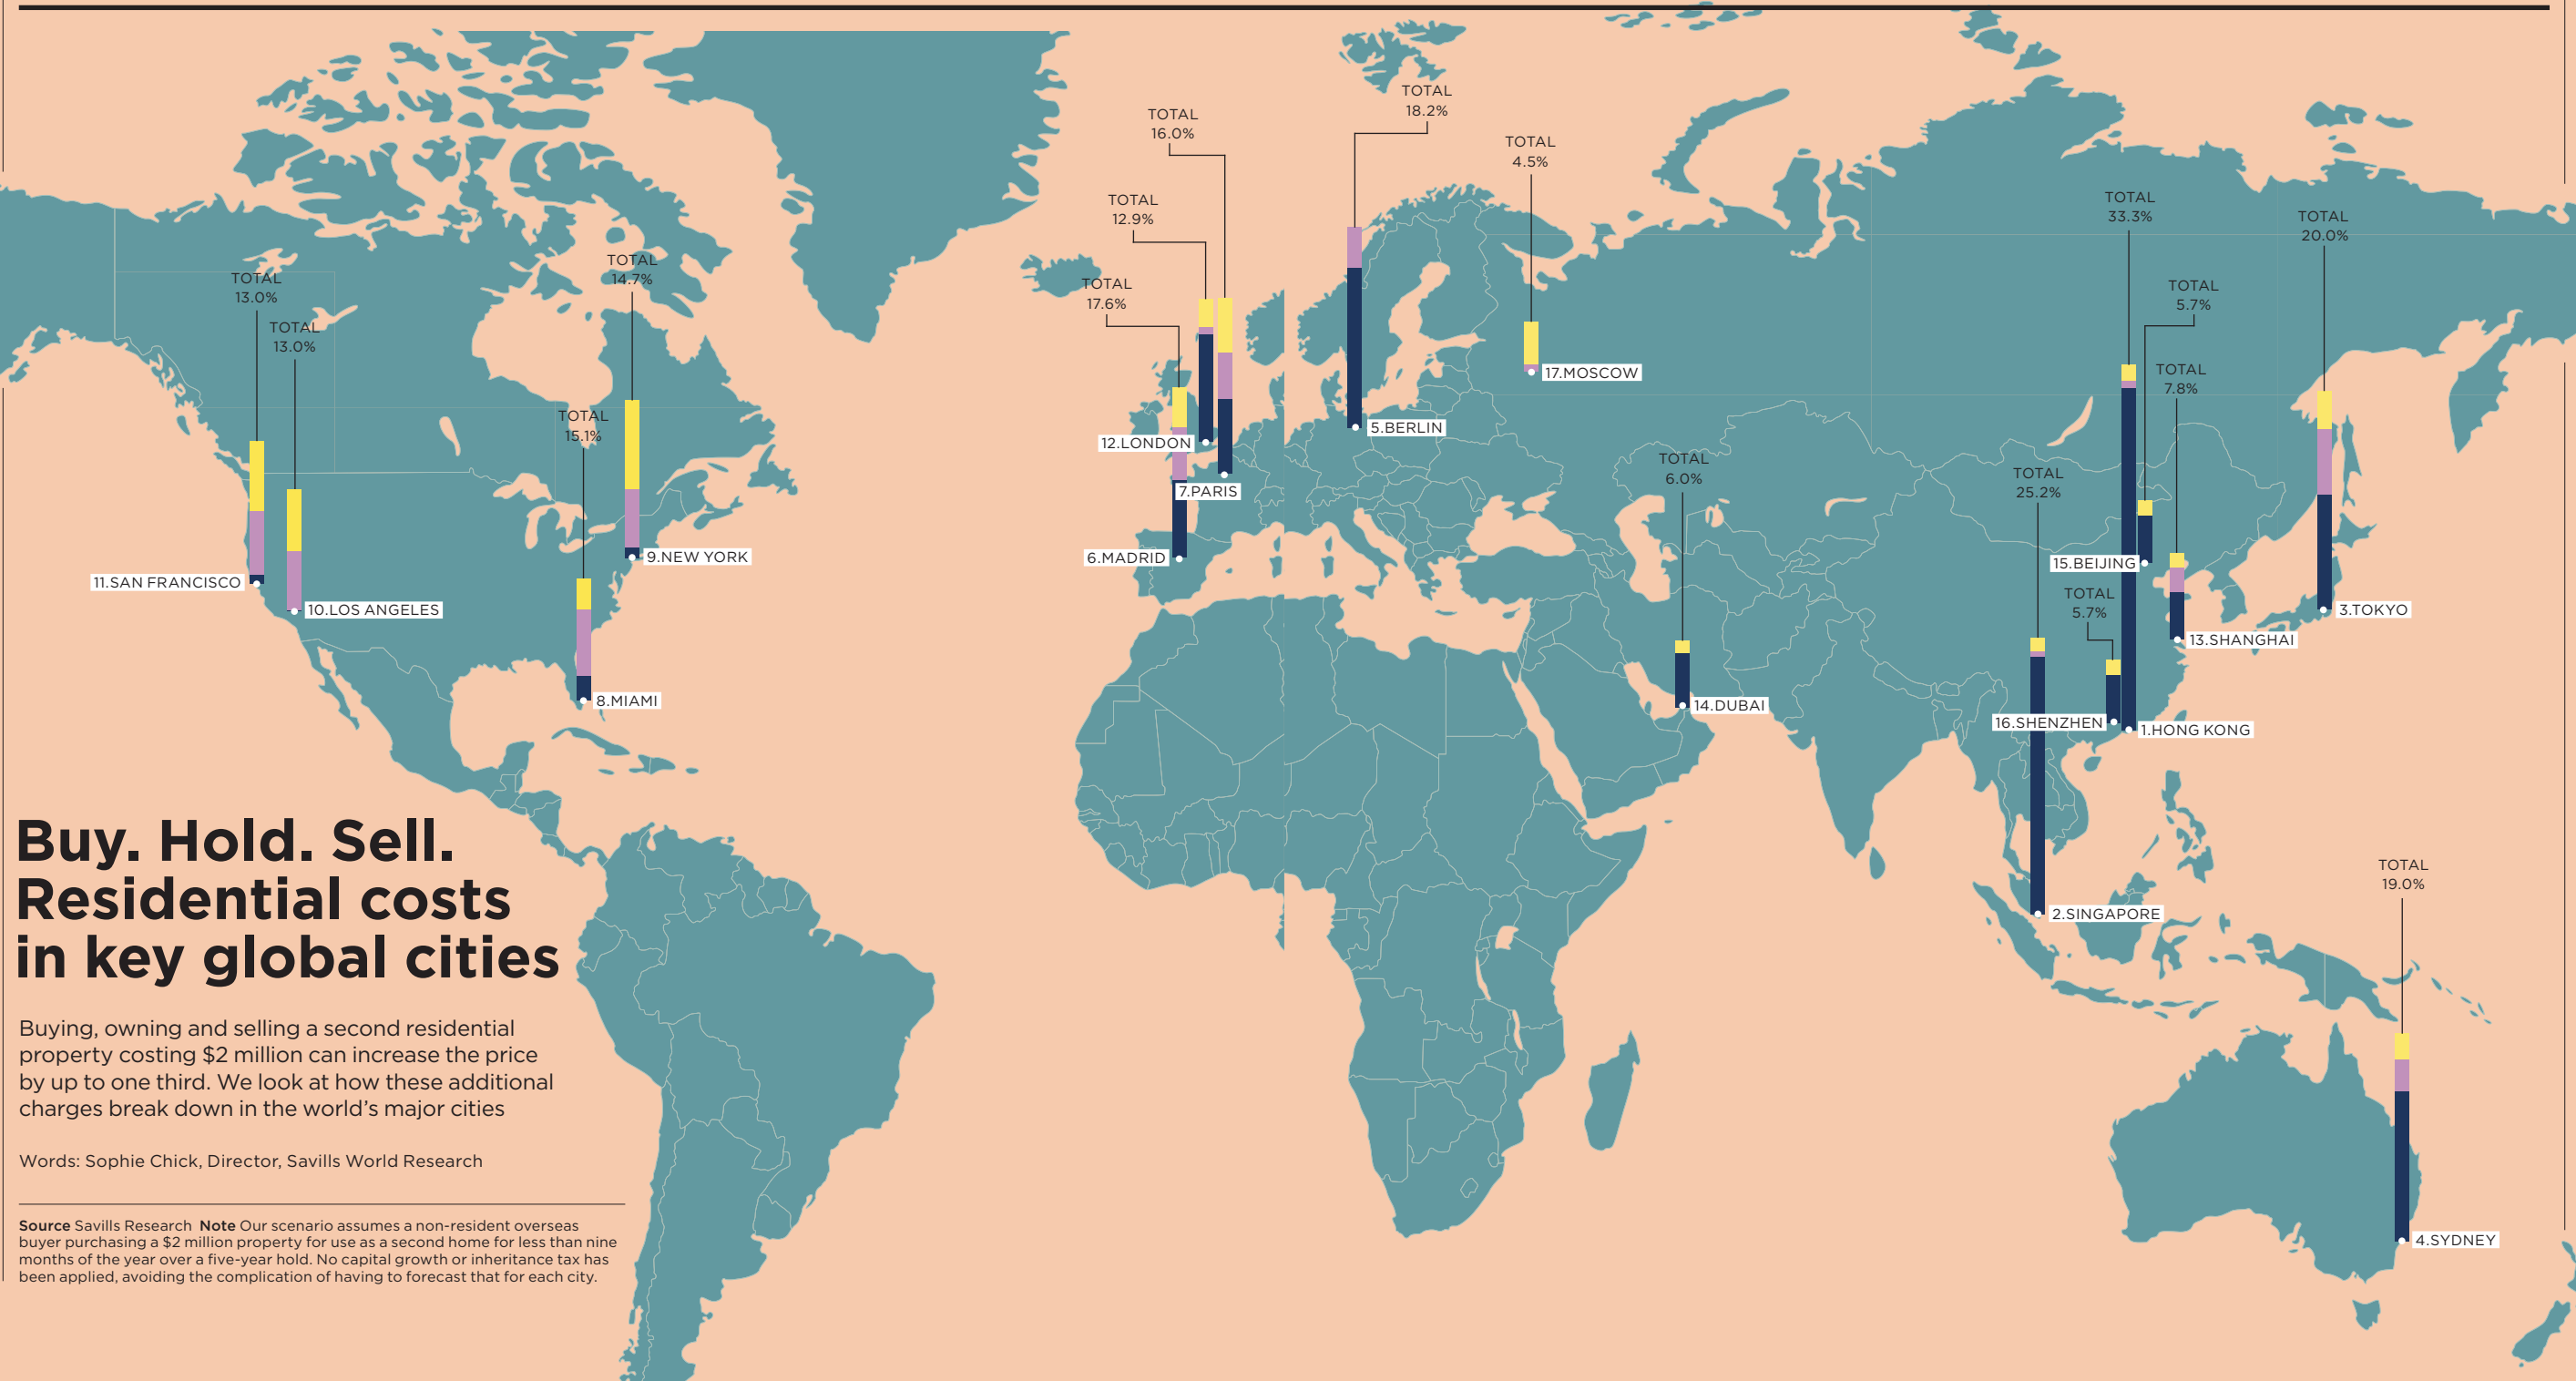 TOTAL
18.2%
TOTAL
16.0%
TOTAL
4.5%
TOTAL
12.9%
TOTAL
33.3%
TOTAL
20.0%
TOTAL
14.7%
TOTAL
13.0%
TOTAL
17.6%
TOTAL
5.7%
TOTAL
13.0%
TOTAL
7.8%
17.MOSCOW
TOTAL
15.1%
12.LONDON
5.BERLIN
TOTAL
6.0%
TOTAL
25.2%
7.PARIS
9.NEW YORK
6.MADRID
15.BEIJING
11.SAN FRANCISCO
10.LOS ANGELES
TOTAL
5.7%
3.TOKYO
13.SHANGHAI
8.MIAMI
14.DUBAI
16.SHENZHEN
1.HONG KONG
TOTAL
19.0%
2.SINGAPORE
4.SYDNEY
Buy. Hold. Sell.
Residential costs
in key global cities
Buying, owning and selling a second residential
property costing $2 million can increase the price
by up to one third. We look at how these additional
charges break down in the world’s major cities
Words: Sophie Chick, Director, Savills World Research
Source Savills Research Note Our scenario assumes a non-resident overseas
buyer purchasing a $2 million property for use as a second home for less than nine
months of the year over a five-year hold. No capital growth or inheritance tax has
been applied, avoiding the complication of having to forecast that for each city.